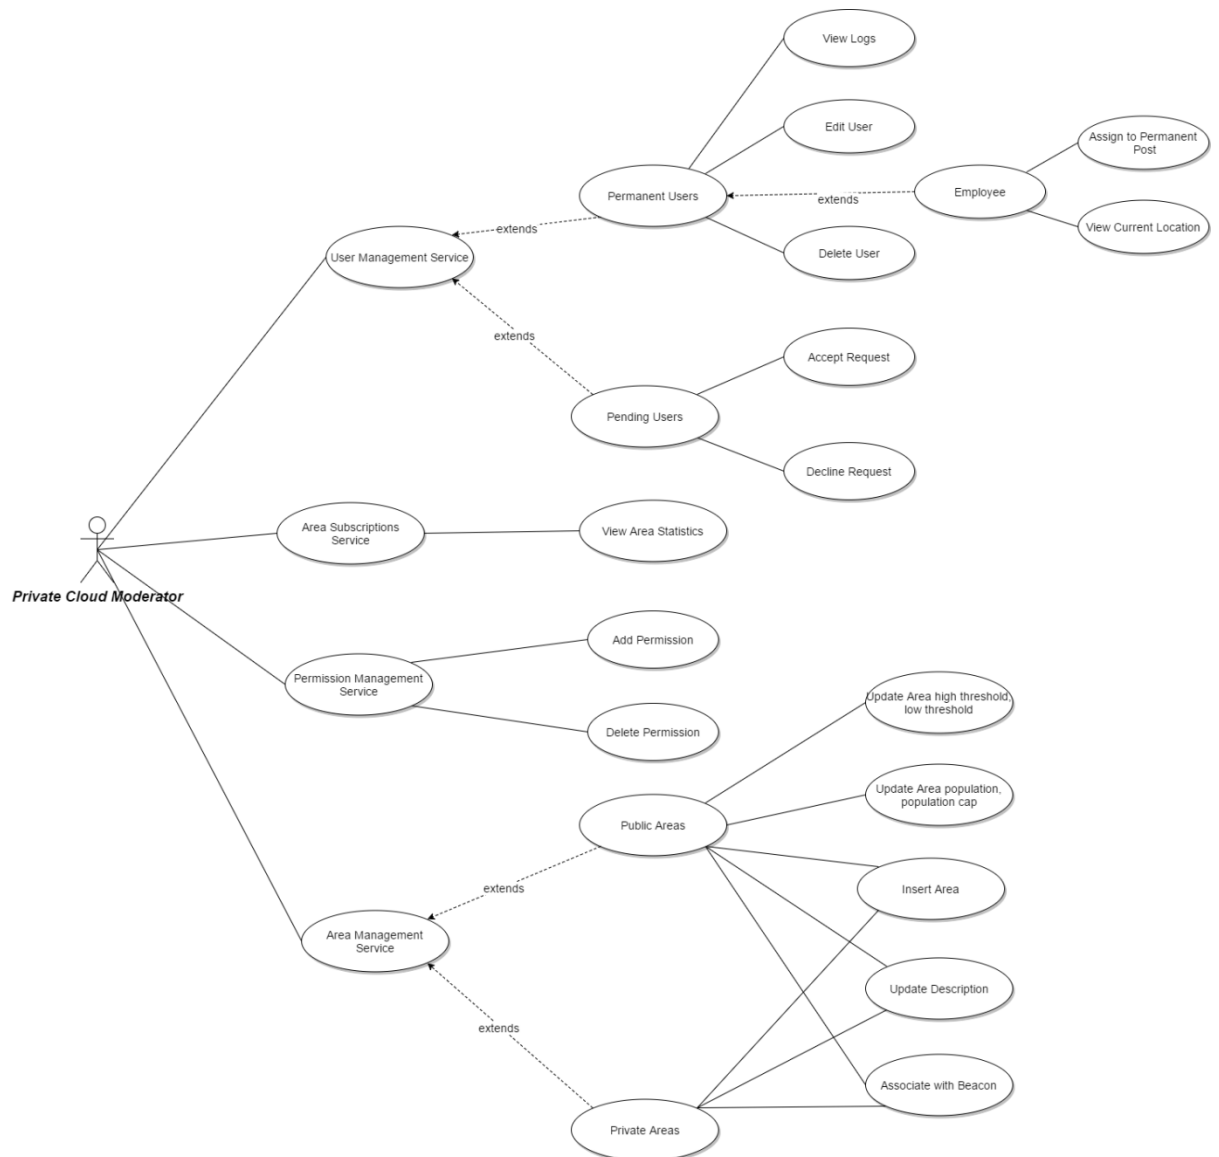 View Logs
Edit User
Assign to Permanent
Post
Permanent Users
extends
Employee
extends
View Current Location
User Management Service
Delete User
extends
Accept Request
Pending Users
Decline Request
Area Subscriptions
Service
View Area Statistics
Private Cloud Moderator
Add Permission
Permission Management
Service
Delete Permission
Update Area high threshold,
low threshold
Update Area population,
population cap
Public Areas
extends
Insert Area
Area Management
Service
Update Description
extends
Associate with Beacon
Private Areas